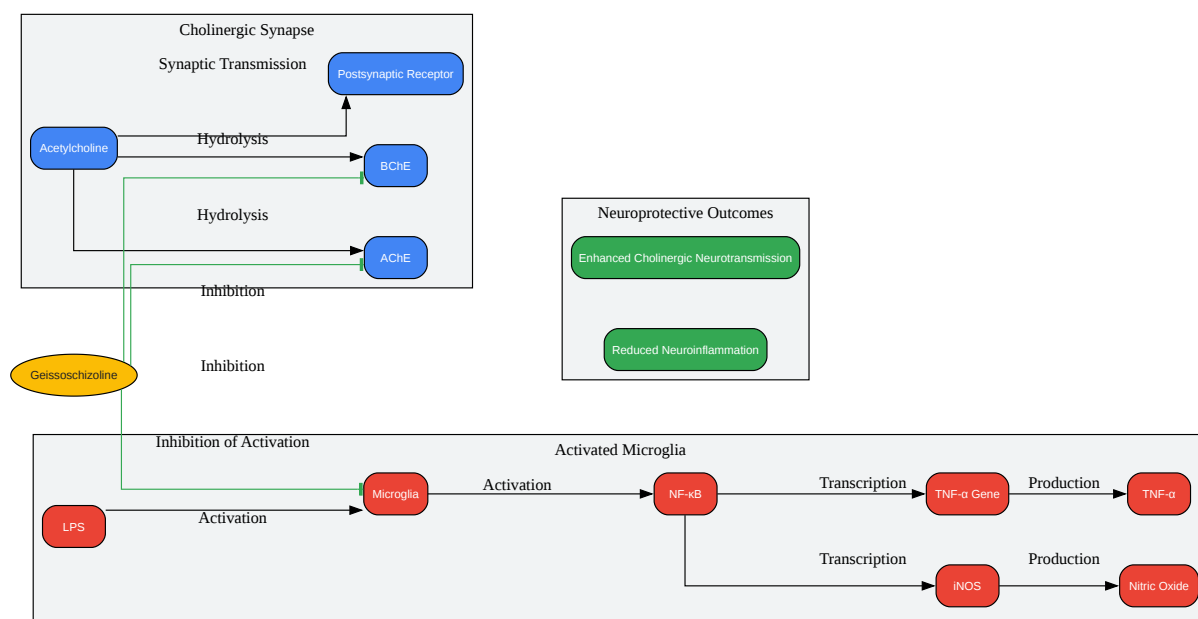 Cholinergic Synapse
Synaptic Transmission
Postsynaptic Receptor
Hydrolysis
Acetylcholine
BChE
Hydrolysis
AChE
Inhibition
Neuroprotective Outcomes
Enhanced Cholinergic Neurotransmission
Reduced Neuroinflammation
Inhibition
Geissoschizoline
Inhibition of Activation
Activated Microglia
Microglia
Activation
NF-κB
Transcription
TNF-α Gene
Production
TNF-α
LPS
Activation
Transcription
iNOS
Production
Nitric Oxide